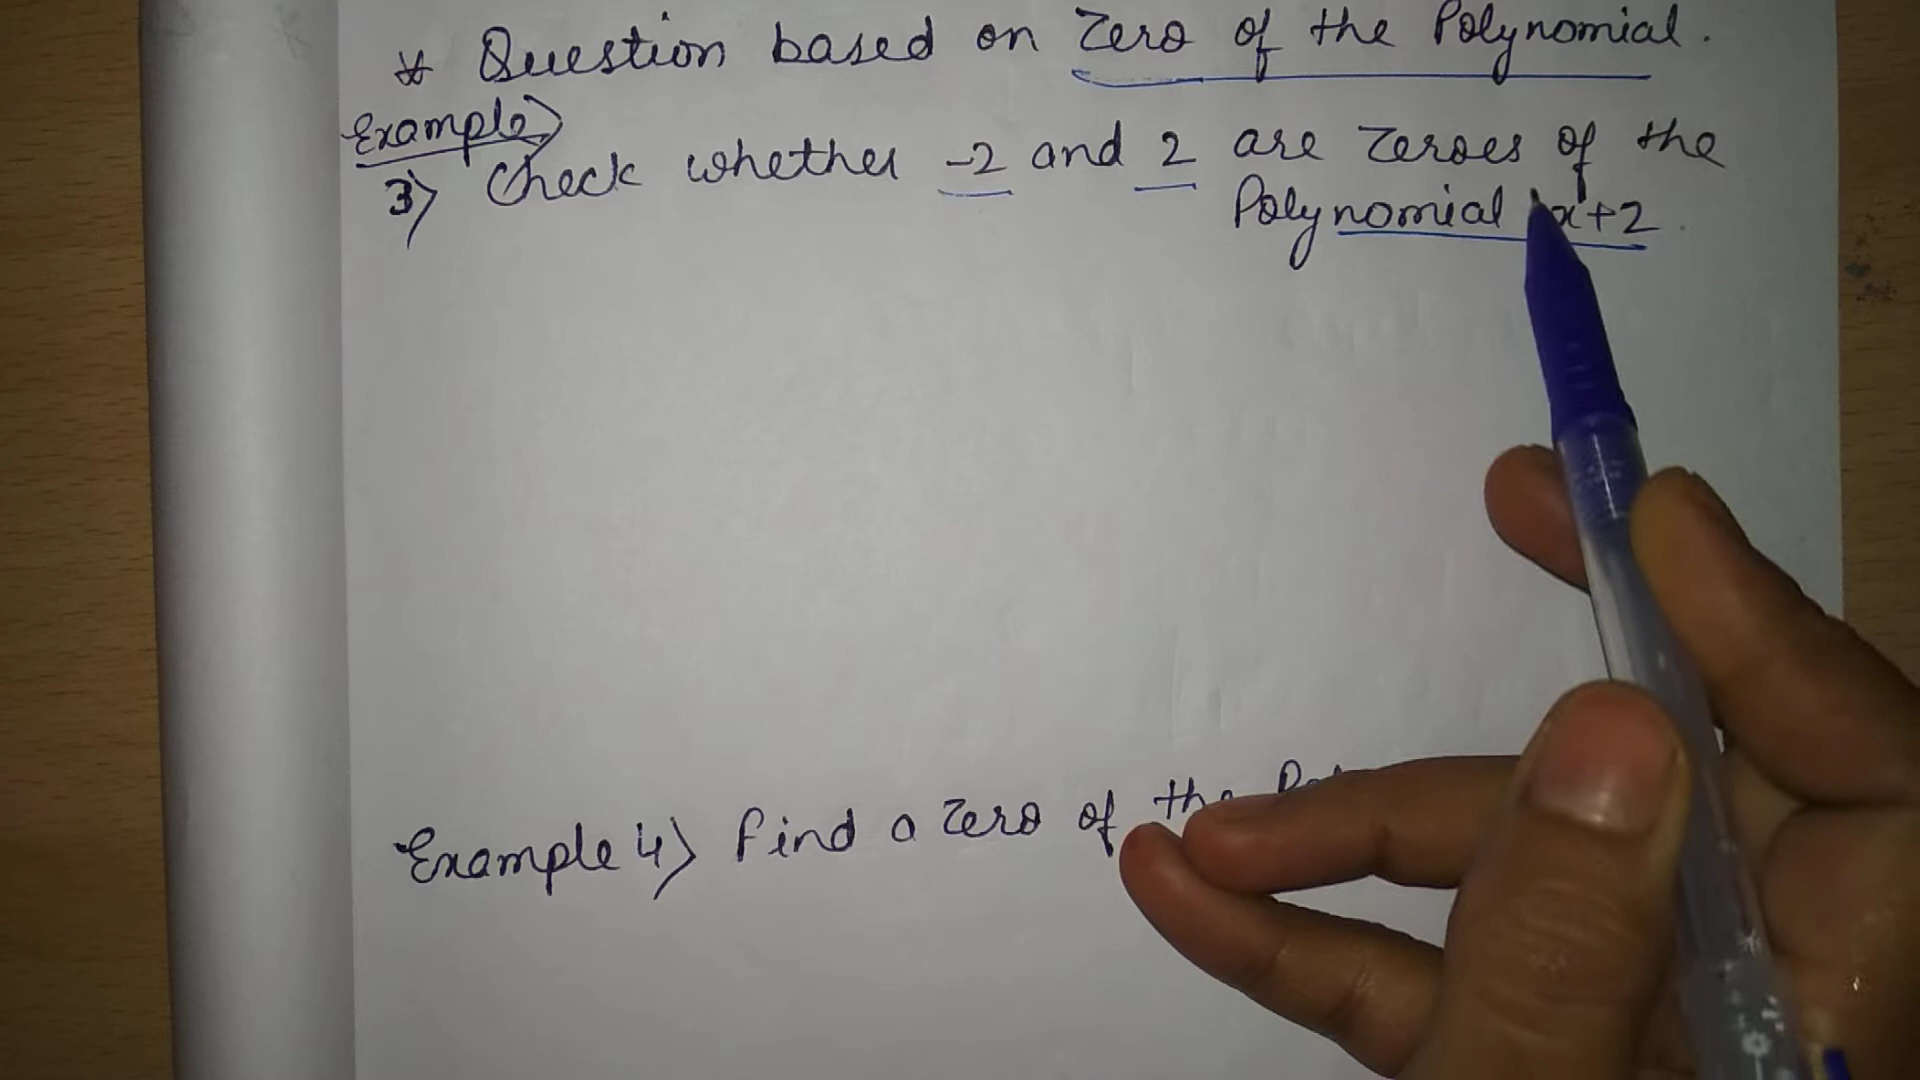 * Question based on Zero of the Polynomial.
Example)
3) Check whether -2 and 2 are zeroes of the
Polynomial x+2.
Example 4) Find a zero of the